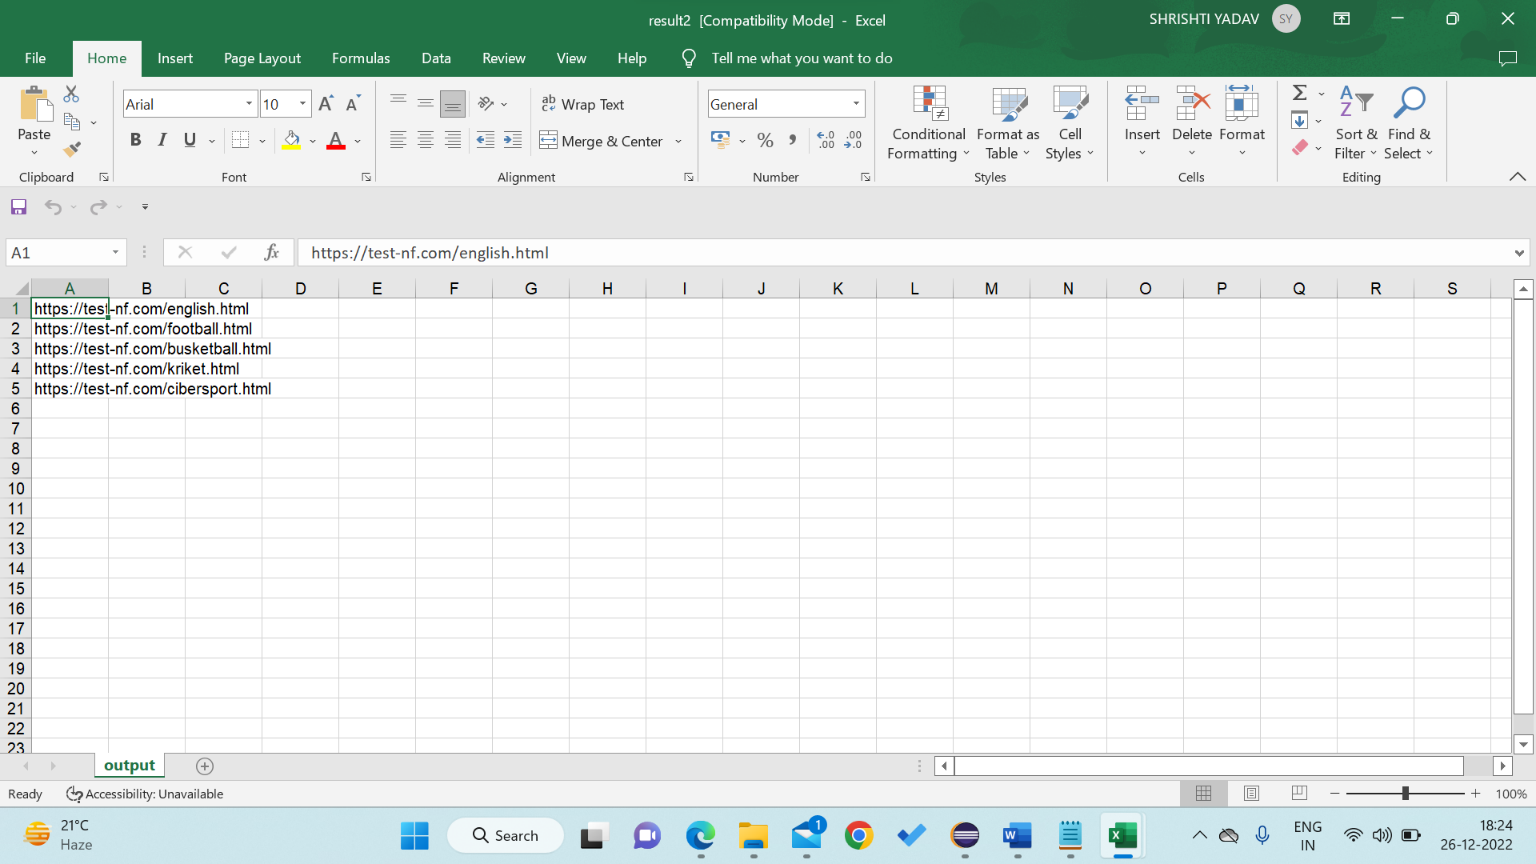 result2 [Compatibility Mode] - Excel
SHRISHTI YADAV
SY
File Home Insert Page Layout Formulas Data Review View Help Tell me what you want to do
Paste
Clipboard
Arial
10
A A
B I U A
Font
ab Wrap Text
Merge & Center
Alignment
General
% , .00 .00
Number
Conditional Formatting
Format as Table
Cell Styles
Styles
Insert
Delete
Format
Cells
Sort & Filter
Find & Select
Editing
A1
fx
https://test-nf.com/english.html
A B C D E F G H I J K L M N O P Q R S
1 https://test-nf.com/english.html
2 https://test-nf.com/football.html
3 https://test-nf.com/busketball.html
4 https://test-nf.com/kriket.html
5 https://test-nf.com/cibersport.html
6
7
8
9
10
11
12
13
14
15
16
17
18
19
20
21
22
23
output
Ready
Accessibility: Unavailable
100%
21°C
Haze
Search
1
ENG
IN
18:24
26-12-2022